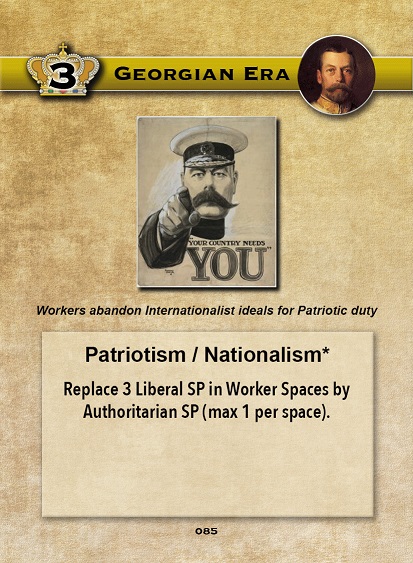 3 GEORGIAN ERA
"YOUR COUNTRY NEEDS
YOU"
Workers abandon Internationalist ideals for Patriotic duty
Patriotism / Nationalism*
Replace 3 Liberal SP in Worker Spaces by
Authoritarian SP (max 1 per space).
085